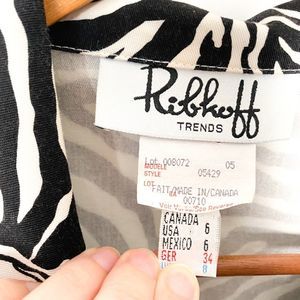 Ribkoff
TRENDS
Lot 008072 05
MODELE
STYLE 05429
LOT
FAIT/MADE IN/CANADA
00710
CANADA 6
USA 6
MEXICO 6
GER 34
8